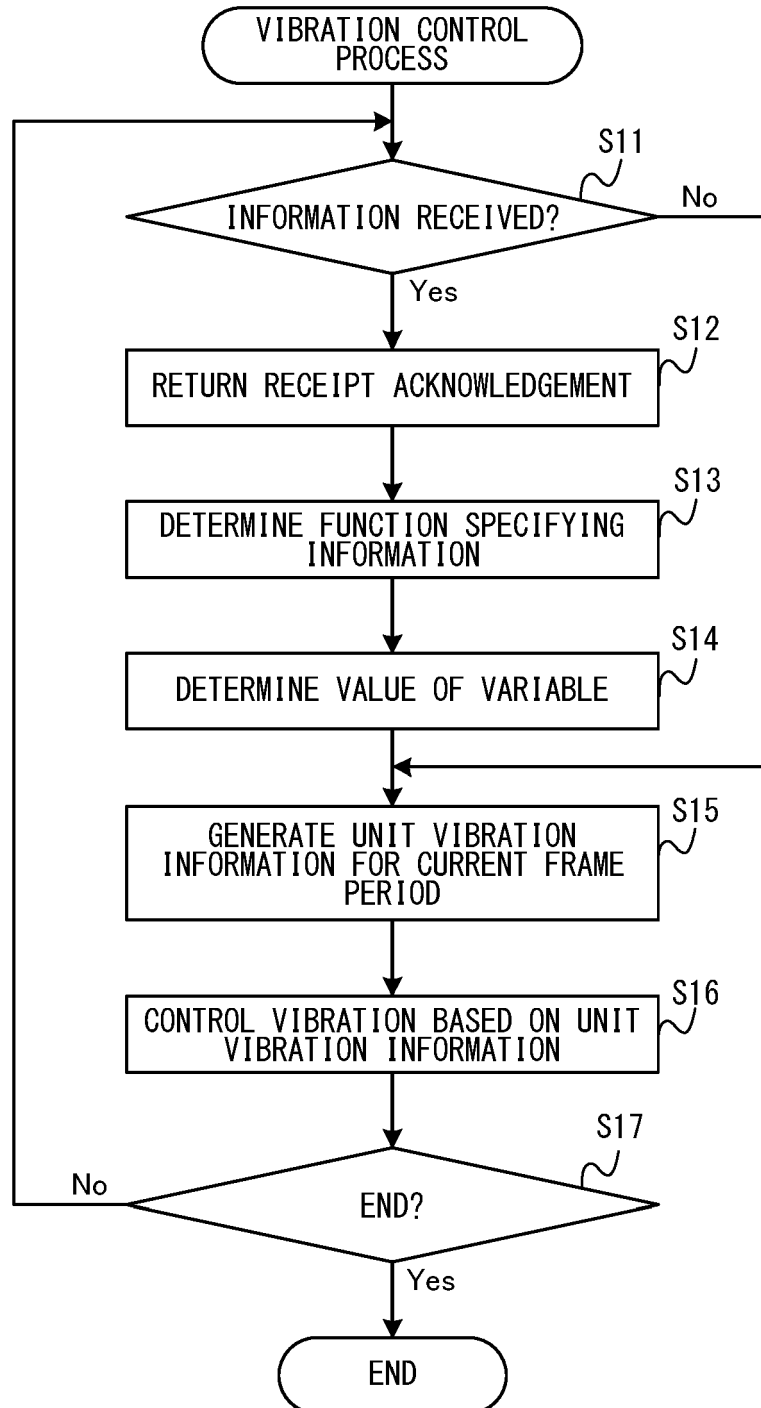 VIBRATION CONTROL
PROCESS
S11
INFORMATION RECEIVED?
No
Yes
S12
RETURN RECEIPT ACKNOWLEDGEMENT
S13
DETERMINE FUNCTION SPECIFYING
INFORMATION
S14
DETERMINE VALUE OF VARIABLE
S15
GENERATE UNIT VIBRATION
INFORMATION FOR CURRENT FRAME
PERIOD
S16
CONTROL VIBRATION BASED ON UNIT
VIBRATION INFORMATION
S17
No
END?
Yes
END